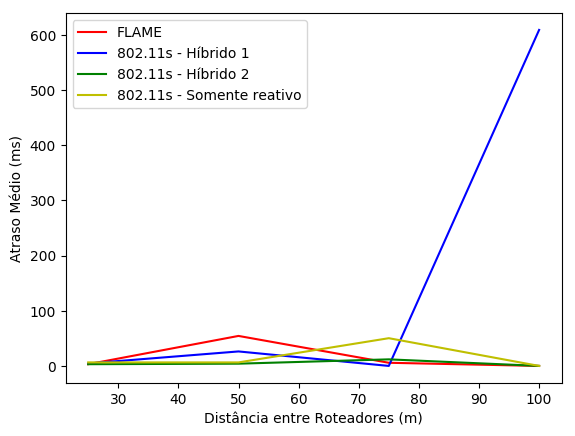 FLAME
802.11s - Híbrido 1
802.11s - Híbrido 2
802.11s - Somente reativo
Atraso Médio (ms)
600
500
400
300
200
100
0
30 40 50 60 70 80 90 100
Distância entre Roteadores (m)